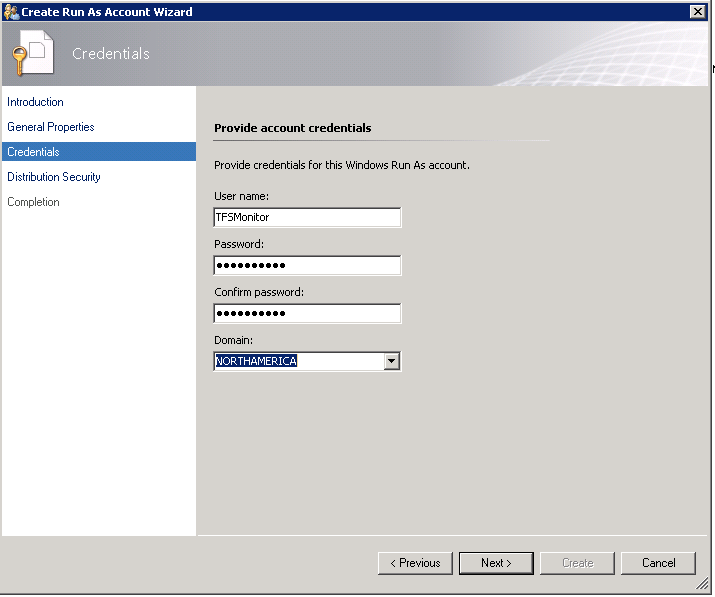 Create Run As Account Wizard
Credentials
Introduction
General Properties
Credentials
Distribution Security
Completion
Provide account credentials
Provide credentials for this Windows Run As account.
User name:
TFSMonitor
Password:
●●●●●●●●●●
Confirm password:
●●●●●●●●●●
Domain:
NORTHAMERICA
< Previous
Next >
Create
Cancel